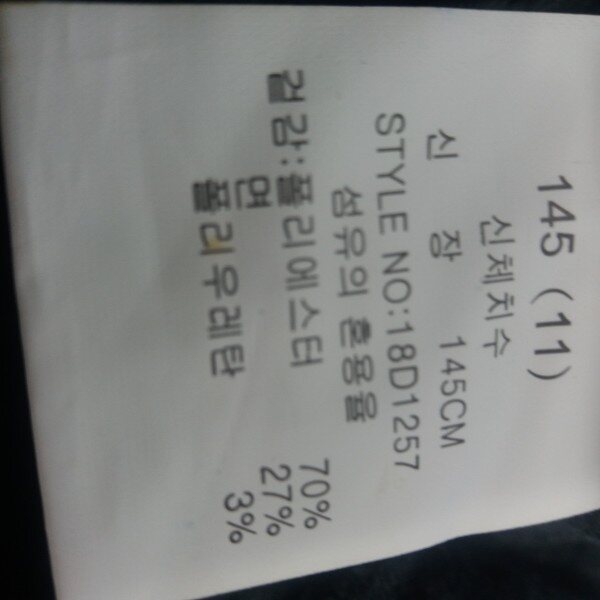 145 (11)
신체치수
신 장 145CM
STYLE NO:18D1257
섬유의 혼용율
겉감:폴리에스터 70%
면 27%
폴리우레탄 3%